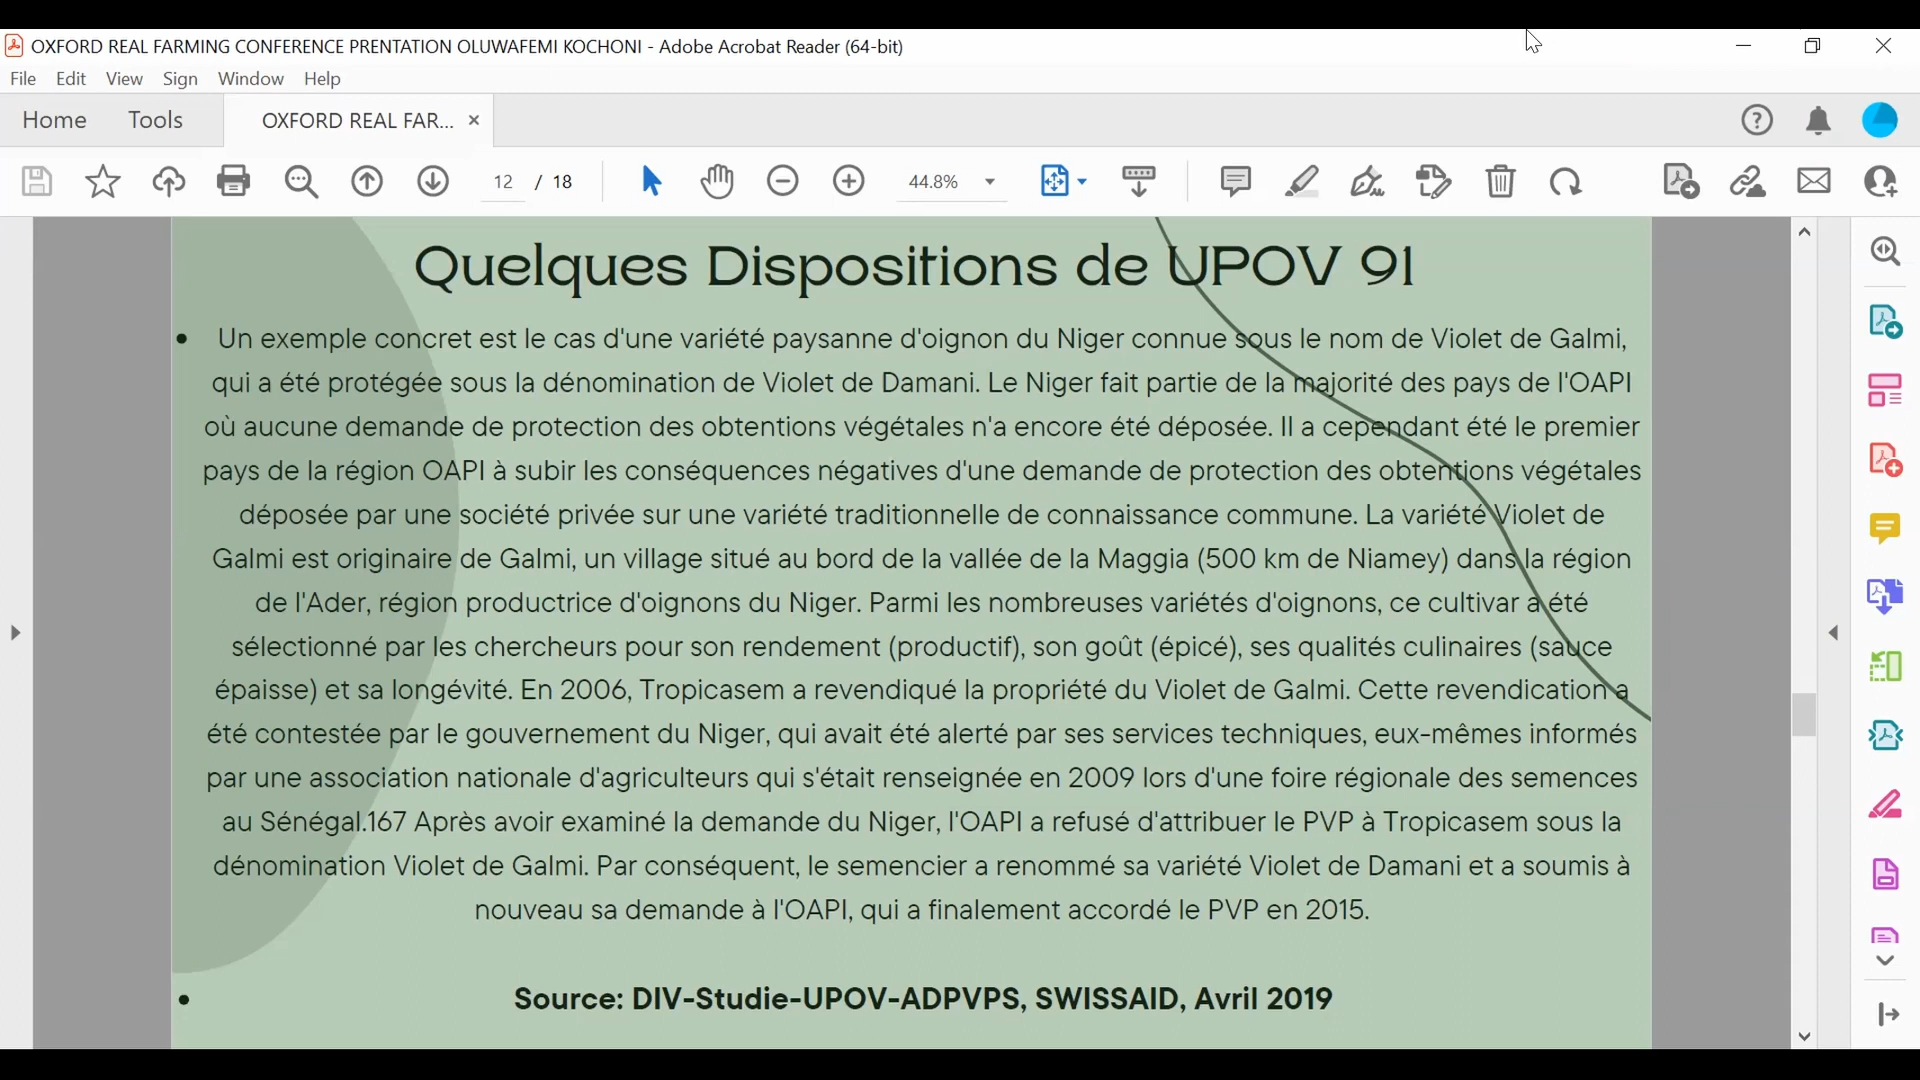 OXFORD REAL FARMING CONFERENCE PRENTATION OLUWAFEMI KOCHONI - Adobe Acrobat Reader (64-bit)
File Edit View Sign Window Help
Home Tools OXFORD REAL FAR... ×
12 / 18 44.8%
Quelques Dispositions de UPOV 91
• Un exemple concret est le cas d'une variété paysanne d'oignon du Niger connue sous le nom de Violet de Galmi,
qui a été protégée sous la dénomination de Violet de Damani. Le Niger fait partie de la majorité des pays de l'OAPI
où aucune demande de protection des obtentions végétales n'a encore été déposée. Il a cependant été le premier
pays de la région OAPI à subir les conséquences négatives d'une demande de protection des obtentions végétales
déposée par une société privée sur une variété traditionnelle de connaissance commune. La variété Violet de
Galmi est originaire de Galmi, un village situé au bord de la vallée de la Maggia (500 km de Niamey) dans la région
de l'Ader, région productrice d'oignons du Niger. Parmi les nombreuses variétés d'oignons, ce cultivar a été
sélectionné par les chercheurs pour son rendement (productif), son goût (épicé), ses qualités culinaires (sauce
épaisse) et sa longévité. En 2006, Tropicasem a revendiqué la propriété du Violet de Galmi. Cette revendication a
été contestée par le gouvernement du Niger, qui avait été alerté par ses services techniques, eux-mêmes informés
par une association nationale d'agriculteurs qui s'était renseignée en 2009 lors d'une foire régionale des semences
au Sénégal.167 Après avoir examiné la demande du Niger, l'OAPI a refusé d'attribuer le PVP à Tropicasem sous la
dénomination Violet de Galmi. Par conséquent, le semencier a renommé sa variété Violet de Damani et a soumis à
nouveau sa demande à l'OAPI, qui a finalement accordé le PVP en 2015.
• Source: DIV-Studie-UPOV-ADPVPS, SWISSAID, Avril 2019